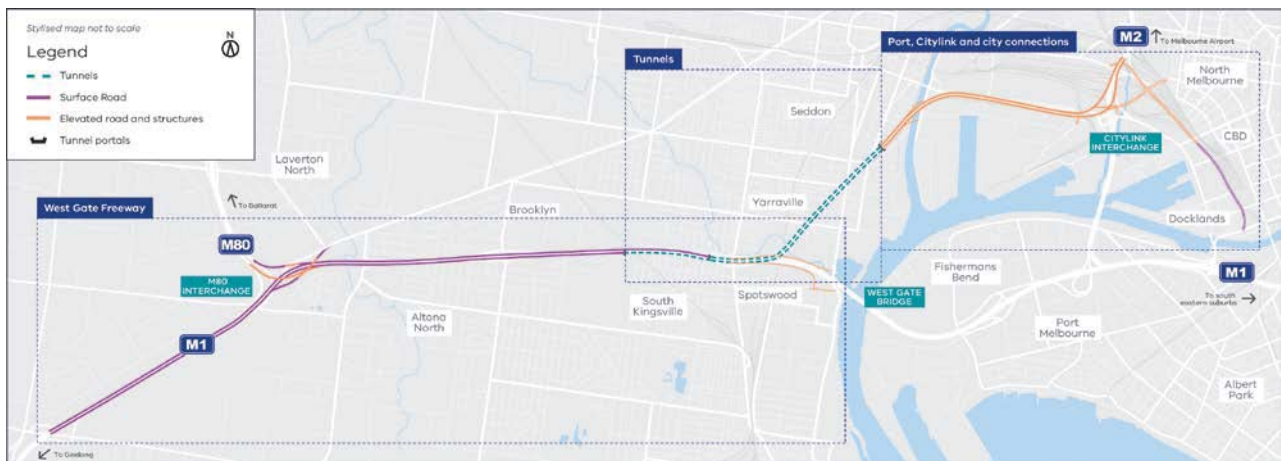 Stylised map not to scale
Legend
Tunnels
Surface Road
Elevated road and structures
Tunnel portals
N
M2
To Melbourne Airport
Port, Citylink and city connections
Tunnels
North
Melbourne
Seddon
CITYLINK
INTERCHANGE
CBD
Laverton
North
To Ballarat
West Gate Freeway
Brooklyn
Yarraville
Docklands
M80
M80
INTERCHANGE
Fishermans
Bend
M1
WEST GATE
BRIDGE
South
Kingsville
Spotswood
To south
eastern suburbs
Altona
North
Port
Melbourne
M1
Albert
Park
To Geelong